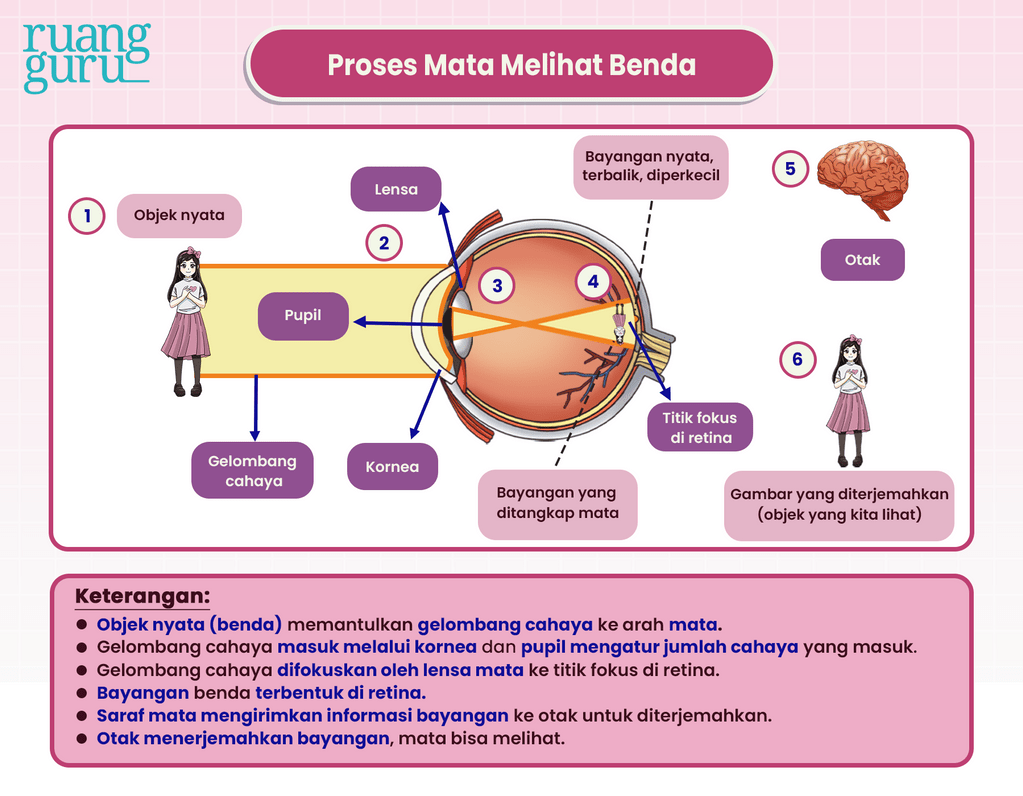 ruang
guru
Proses Mata Melihat Benda
1
Objek nyata
Lensa
2
Bayangan nyata,
terbalik, diperkecil
5
Otak
3
4
Pupil
6
Titik fokus
di retina
Gelombang
cahaya
Kornea
Bayangan yang
ditangkap mata
Gambar yang diterjemahkan
(objek yang kita lihat)
Keterangan:
● Objek nyata (benda) memantulkan gelombang cahaya ke arah mata.
● Gelombang cahaya masuk melalui kornea dan pupil mengatur jumlah cahaya yang masuk.
● Gelombang cahaya difokuskan oleh lensa mata ke titik fokus di retina.
● Bayangan benda terbentuk di retina.
● Saraf mata mengirimkan informasi bayangan ke otak untuk diterjemahkan.
● Otak menerjemahkan bayangan, mata bisa melihat.